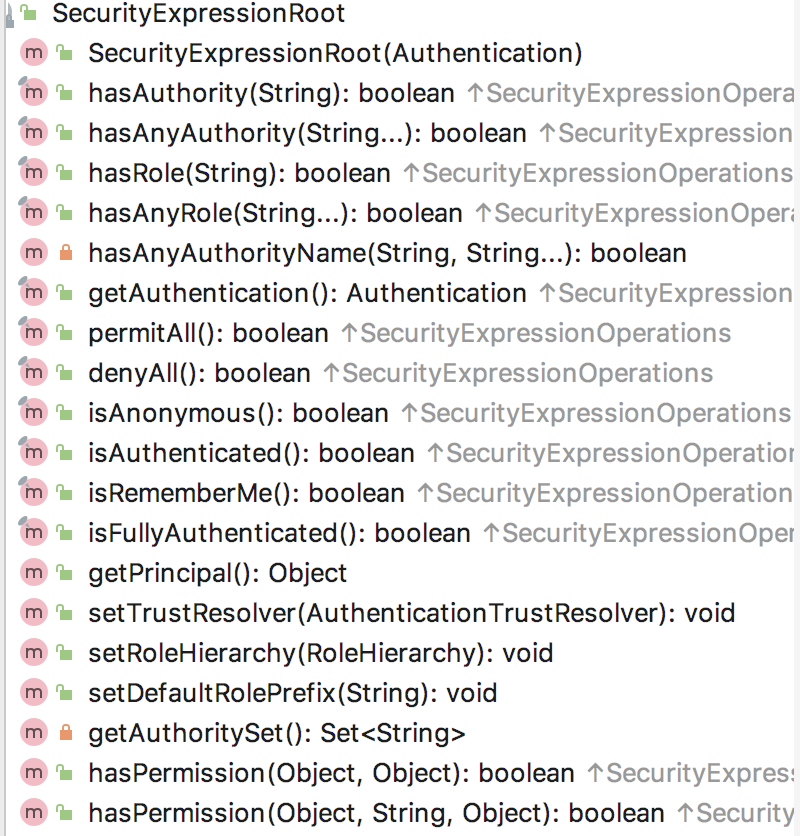 SecurityExpressionRoot
m SecurityExpressionRoot(Authentication)
m hasAuthority(String): boolean ↑SecurityExpressionOpera
m hasAnyAuthority(String...): boolean ↑SecurityExpression
m hasRole(String): boolean ↑SecurityExpressionOperations
m hasAnyRole(String...): boolean ↑SecurityExpressionOpera
m hasAnyAuthorityName(String, String...): boolean
m getAuthentication(): Authentication ↑SecurityExpression
m permitAll(): boolean ↑SecurityExpressionOperations
m denyAll(): boolean ↑SecurityExpressionOperations
m isAnonymous(): boolean ↑SecurityExpressionOperations
m isAuthenticated(): boolean ↑SecurityExpressionOperation
m isRememberMe(): boolean ↑SecurityExpressionOperation
m isFullyAuthenticated(): boolean ↑SecurityExpressionOper
m getPrincipal(): Object
m setTrustResolver(AuthenticationTrustResolver): void
m setRoleHierarchy(RoleHierarchy): void
m setDefaultRolePrefix(String): void
m getAuthoritySet(): Set<String>
m hasPermission(Object, Object): boolean ↑SecurityExpress
m hasPermission(Object, String, Object): boolean ↑Security